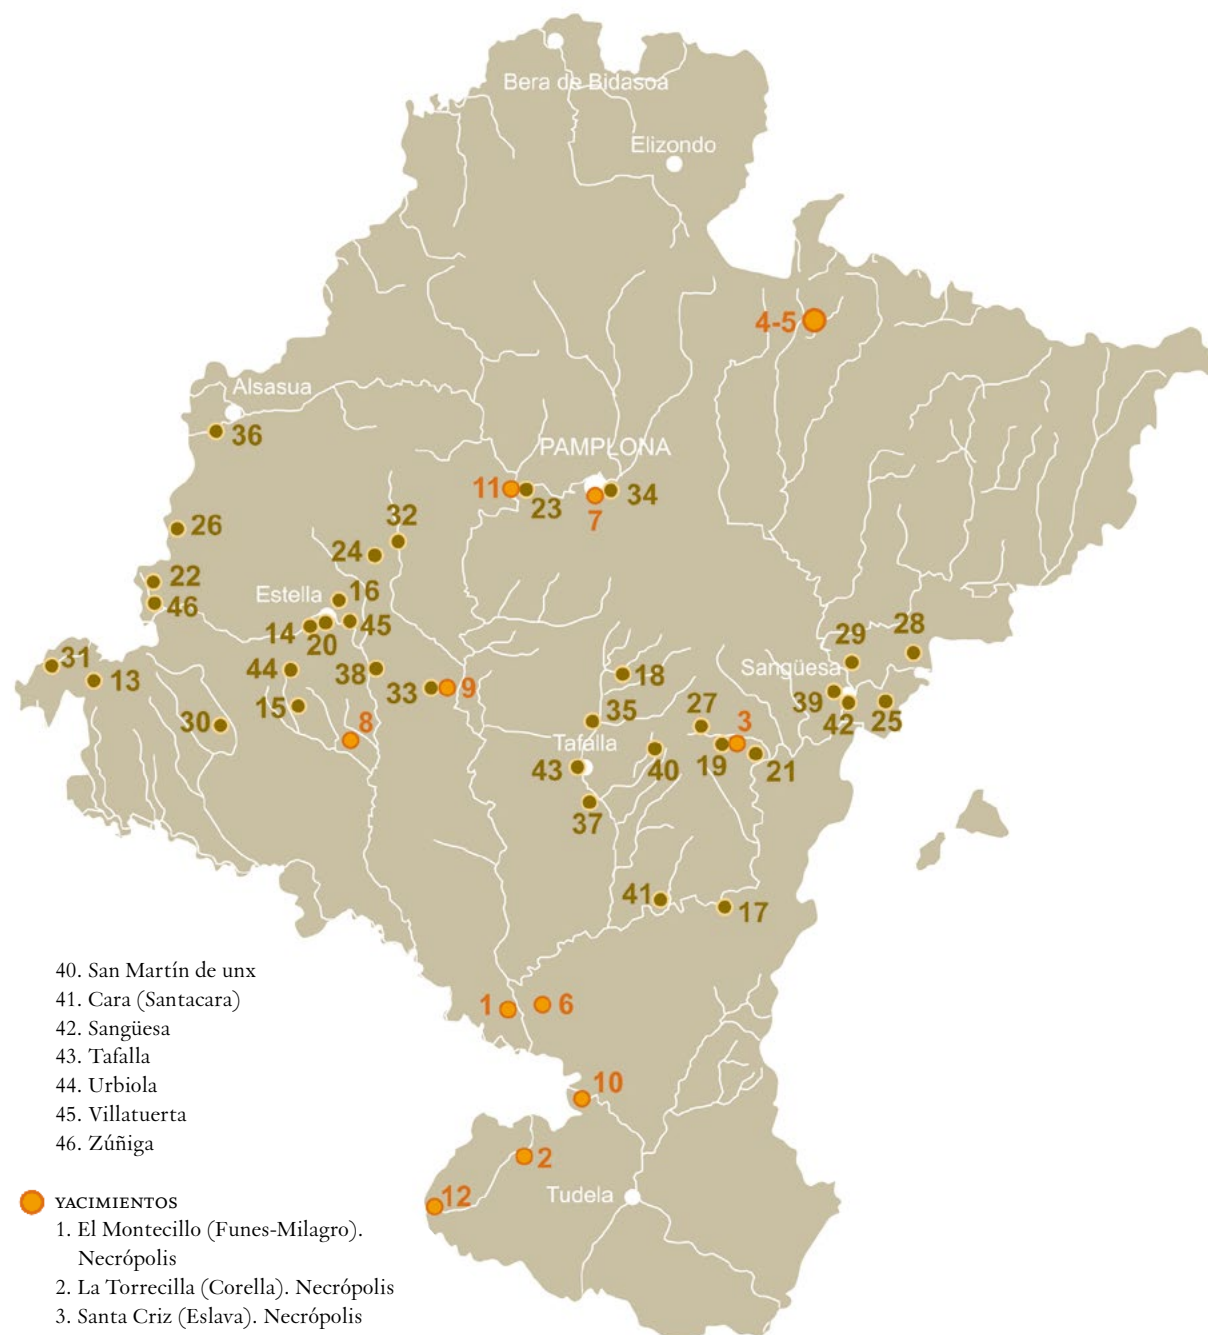 Bera de Bidasoa
Elizondo
4-5
Alsasua
36
PAMPLONA
11
23
7
34
26
32
24
22
46
Estella
16
14
20
45
31
13
44
38
33
9
15
30
8
18
35
Tafalla
43
37
40
27
19
3
21
29
28
Sangüesa
39
42
25
41
17
1
6
10
2
12
Tudela
40. San Martín de unx
41. Cara (Santacara)
42. Sangüesa
43. Tafalla
44. Urbiola
45. Villatuerta
46. Zúñiga
YACIMIENTOS
1. El Montecillo (Funes-Milagro).
Necrópolis
2. La Torrecilla (Corella). Necrópolis
3. Santa Criz (Eslava). Necrópolis